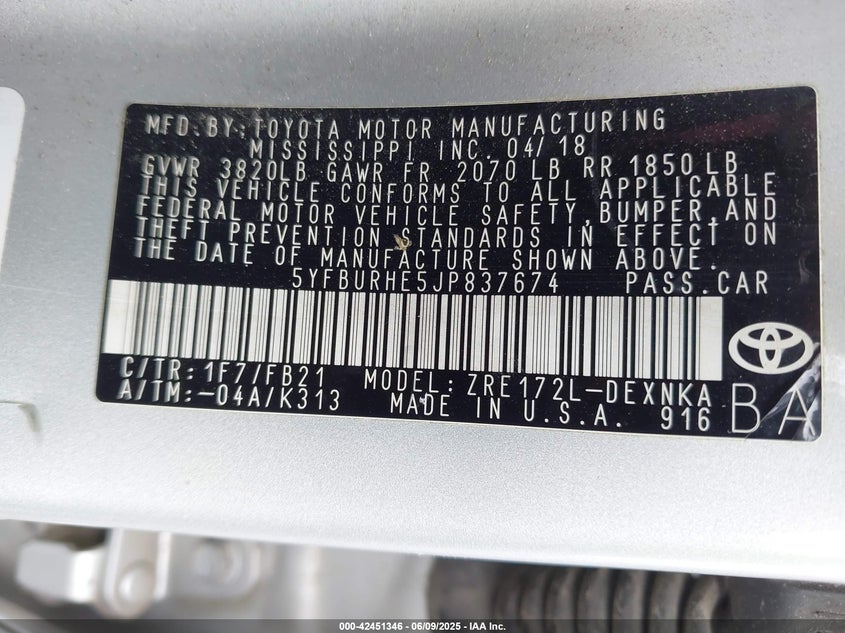 MFD. BY: TOYOTA MOTOR MANUFACTURING
MISSISSIPPI INC. 04/18
GVWR 3820LB GAWR FR 2070 LB RR 1850 LB
THIS VEHICLE CONFORMS TO ALL APPLICABLE
FEDERAL MOTOR VEHICLE SAFETY, BUMPER, AND
THEFT PREVENTION STANDARDS IN EFFECT ON
THE DATE OF MANUFACTURE SHOWN ABOVE.
5YFBURHE5JP837674 PASS.CAR
C/TR: 1F7/FB21 MODEL: ZRE172L-DEXNKA
A/TM: -04A/K313 MADE IN U.S.A. 916 BA
000-42451346 | 06/09/2025 | IAA Inc.